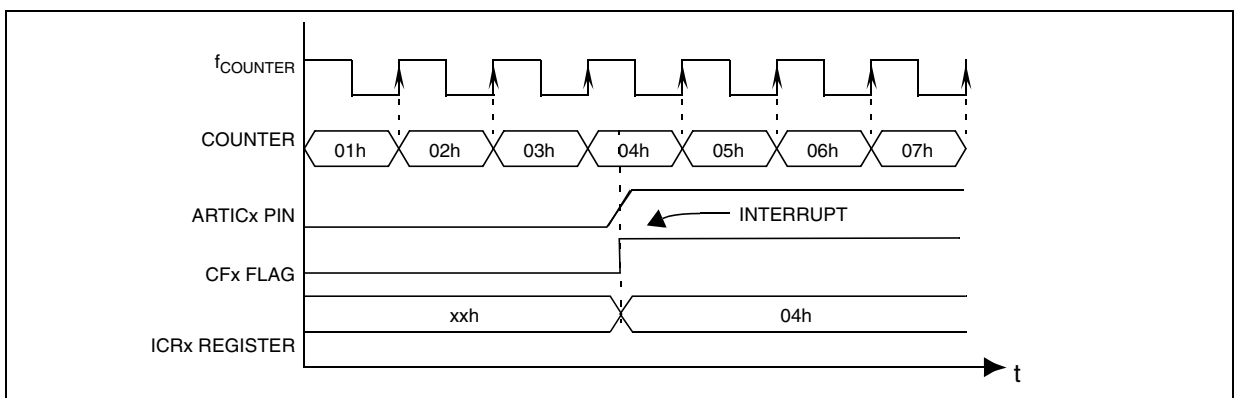 fCOUNTER
COUNTER
01h 02h 03h 04h 05h 06h 07h
ARTICx PIN
INTERRUPT
CFx FLAG
xxh 04h
ICRx REGISTER
t